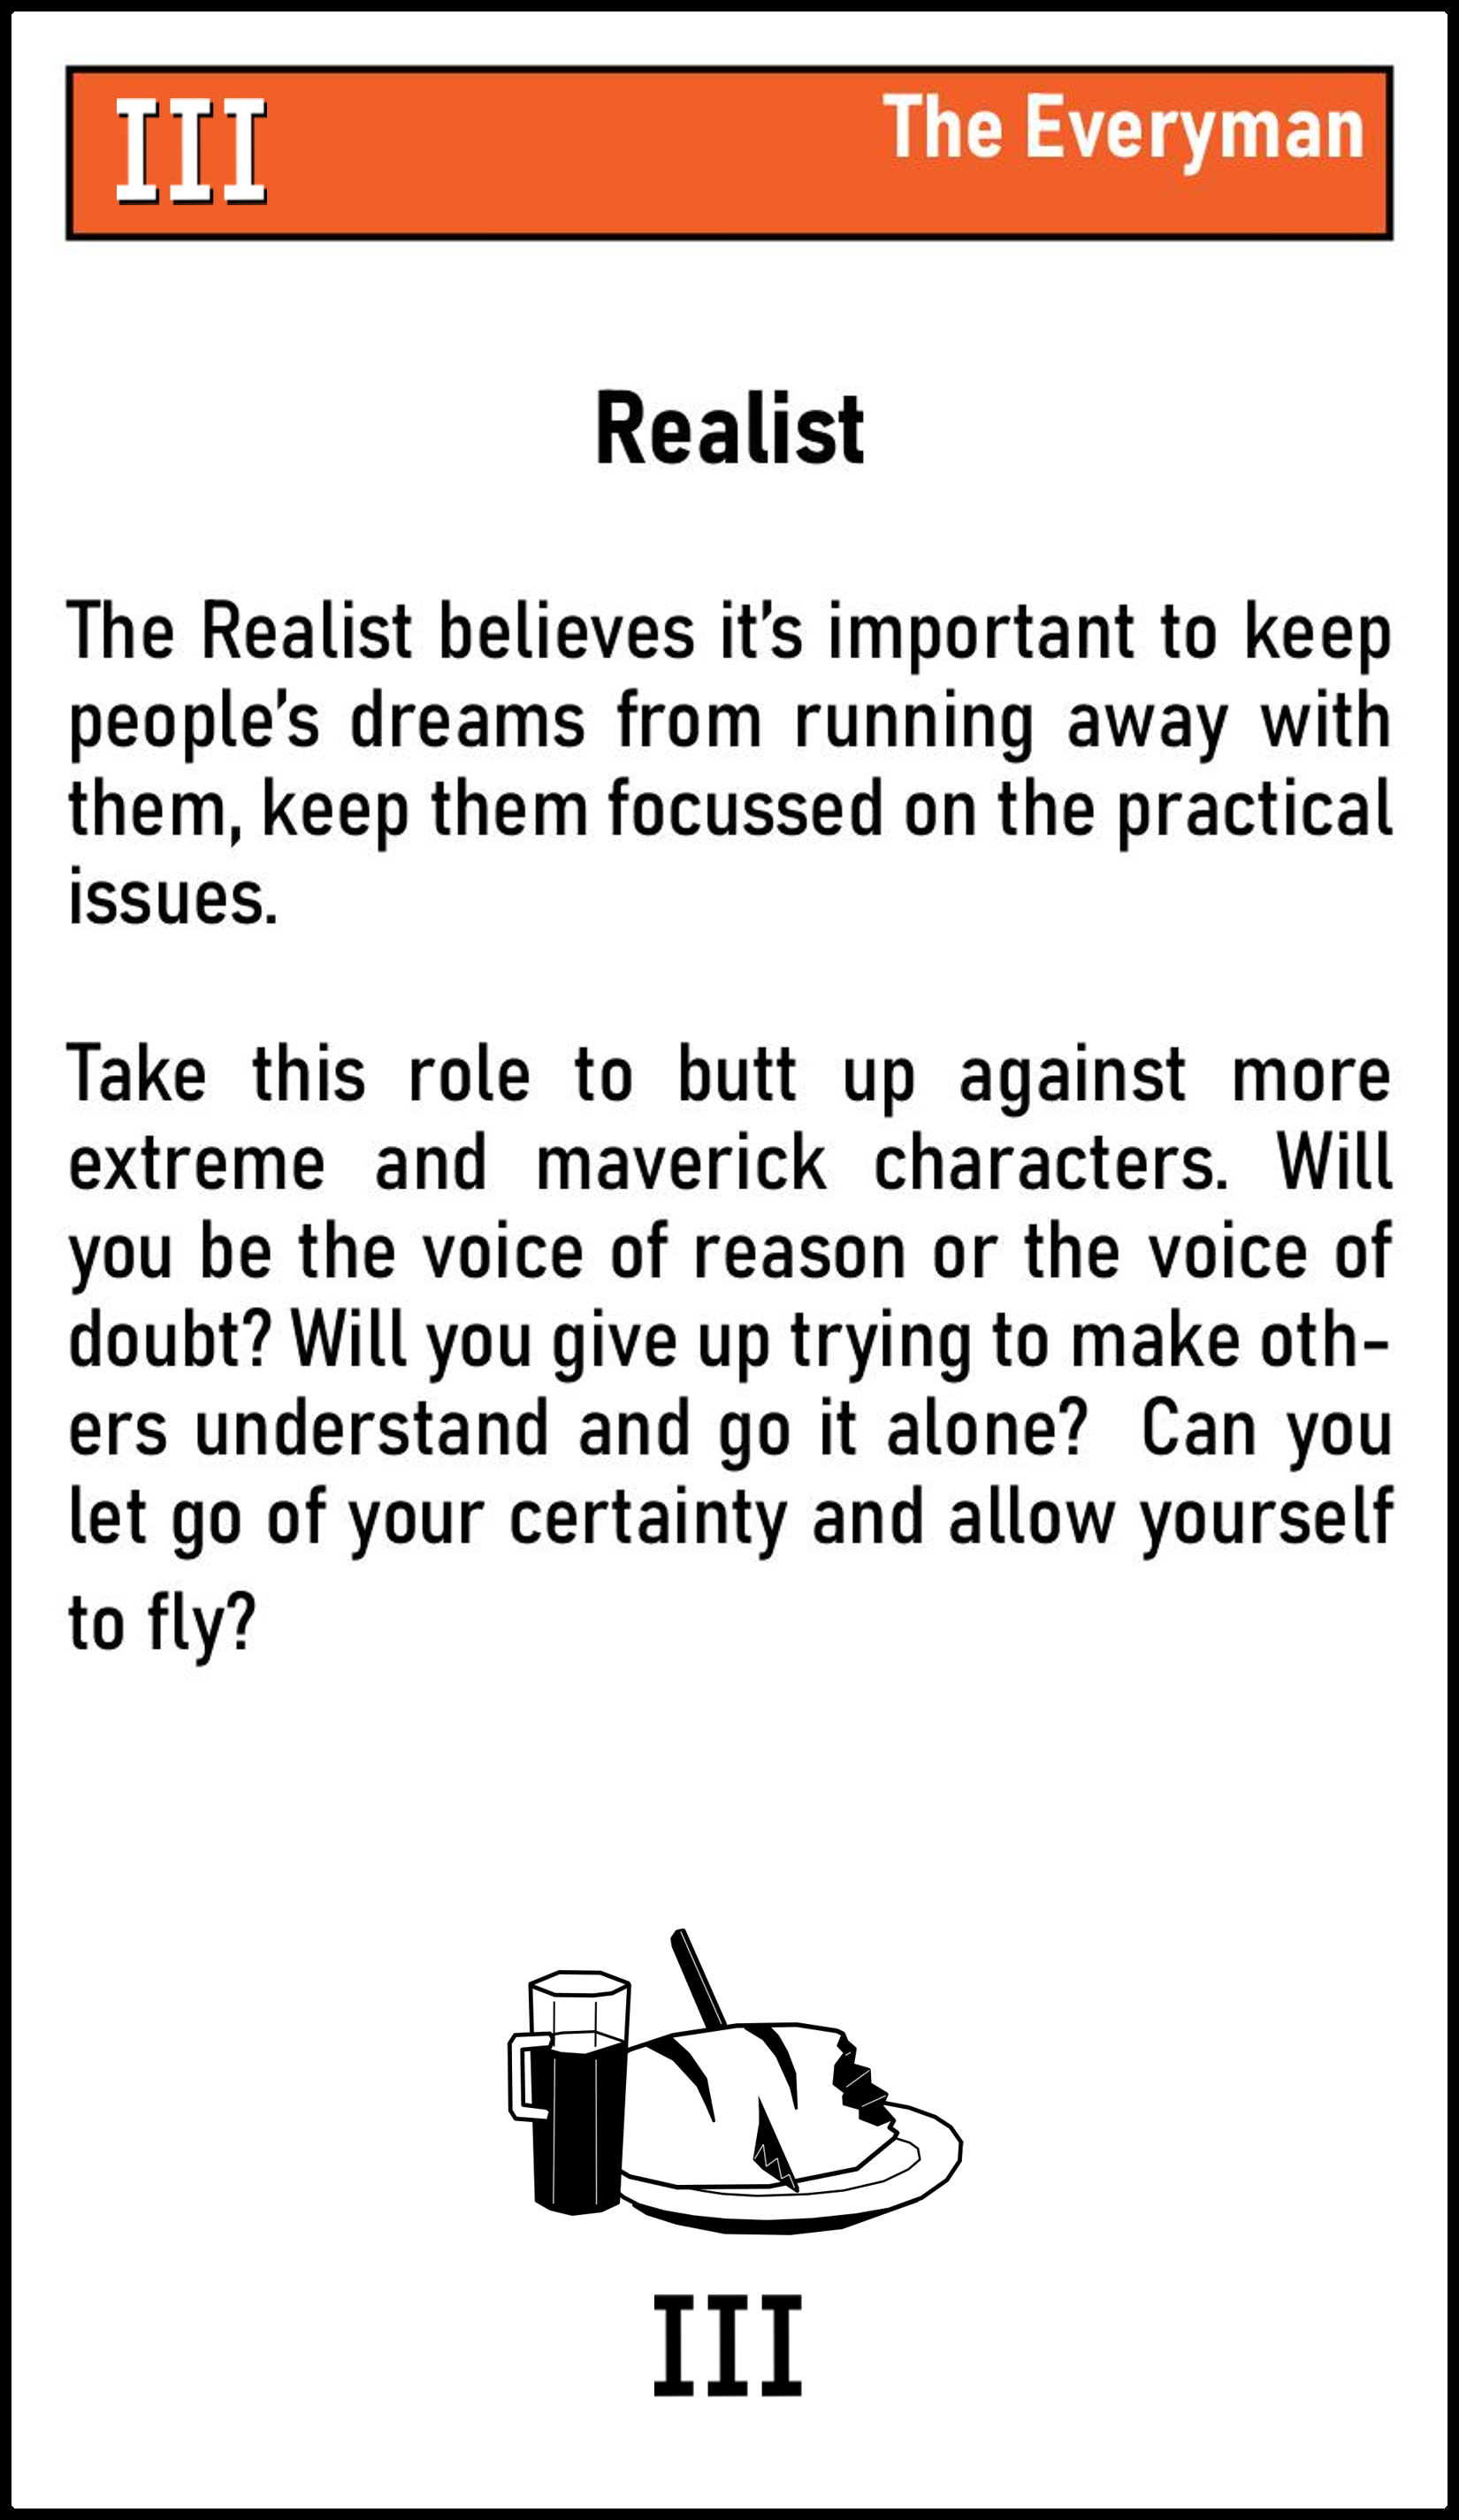 III
The Everyman
Realist
The Realist believes it’s important to keep
people’s dreams from running away with
them, keep them focussed on the practical
issues.
Take this role to butt up against more
extreme and maverick characters. Will
you be the voice of reason or the voice of
doubt? Will you give up trying to make oth-
ers understand and go it alone?  Can you
let go of your certainty and allow yourself
to fly?
III